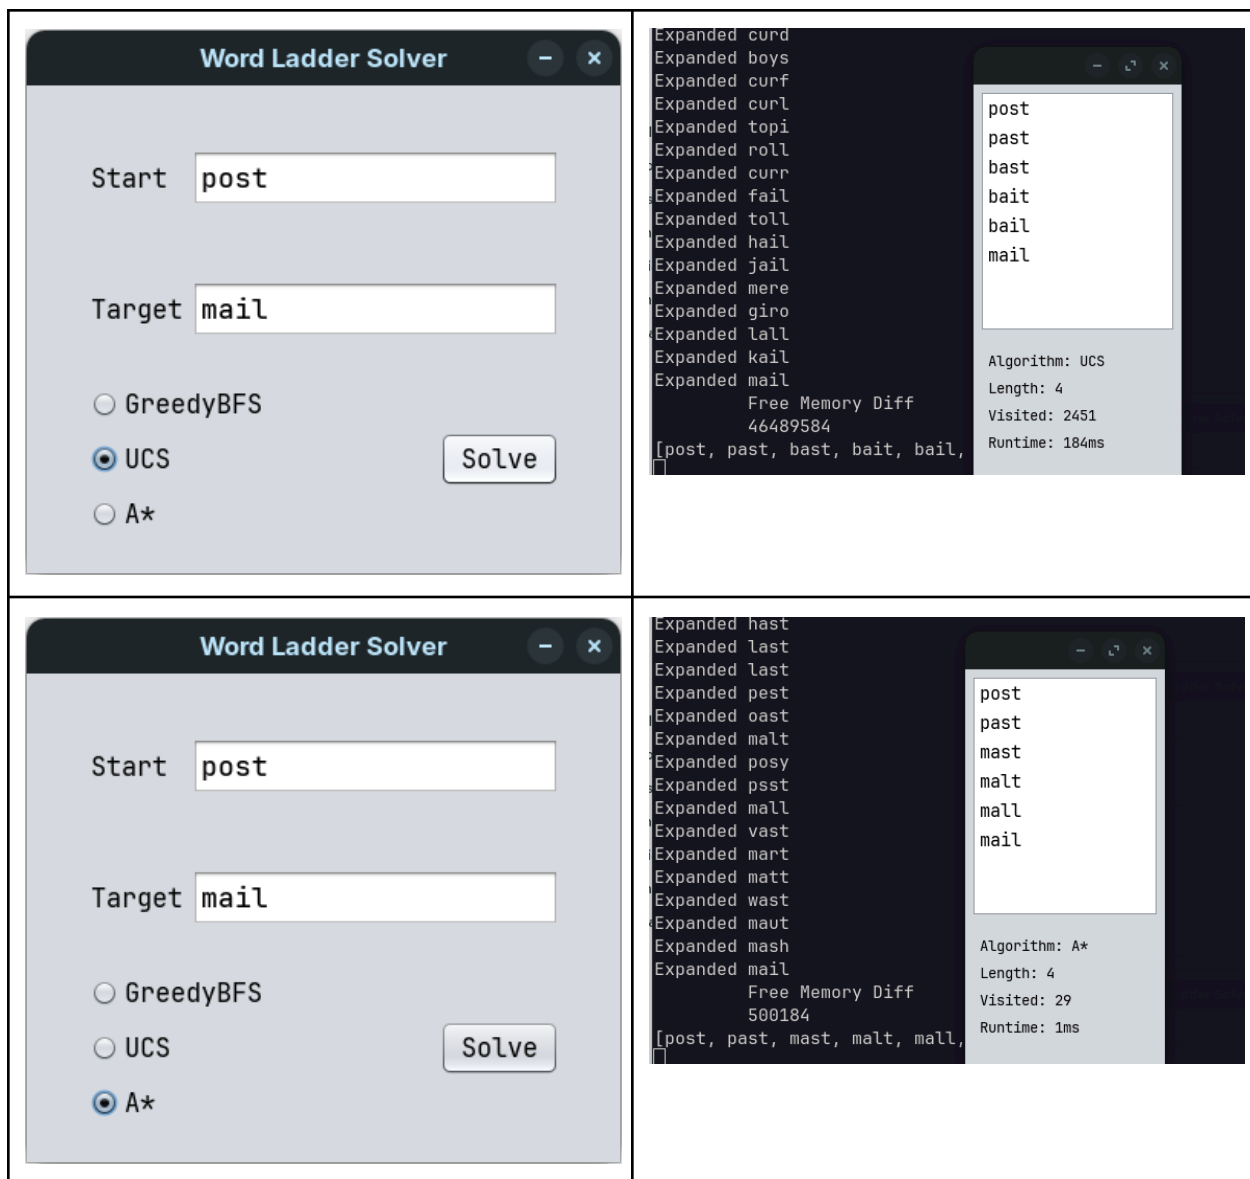 Word Ladder Solver
Start post
Target mail
GreedyBFS
UCS
Solve
A*
Expanded curd
Expanded boys
Expanded curf
Expanded curl
Expanded topi
Expanded roll
Expanded curr
Expanded fail
Expanded toll
Expanded hail
Expanded jail
Expanded mere
Expanded giro
Expanded lall
Expanded kail
Expanded mail
Free Memory Diff
46489584
[post, past, bast, bait, bail,
post
past
bast
bait
bail
mail
Algorithm: UCS
Length: 4
Visited: 2451
Runtime: 184ms
Word Ladder Solver
Start post
Target mail
GreedyBFS
UCS
Solve
A*
Expanded hast
Expanded last
Expanded last
Expanded pest
Expanded oast
Expanded malt
Expanded posy
Expanded psst
Expanded mall
Expanded vast
Expanded mart
Expanded matt
Expanded wast
Expanded maut
Expanded mash
Expanded mail
Free Memory Diff
500184
[post, past, mast, malt, mall,
post
past
mast
malt
mall
mail
Algorithm: A*
Length: 4
Visited: 29
Runtime: 1ms